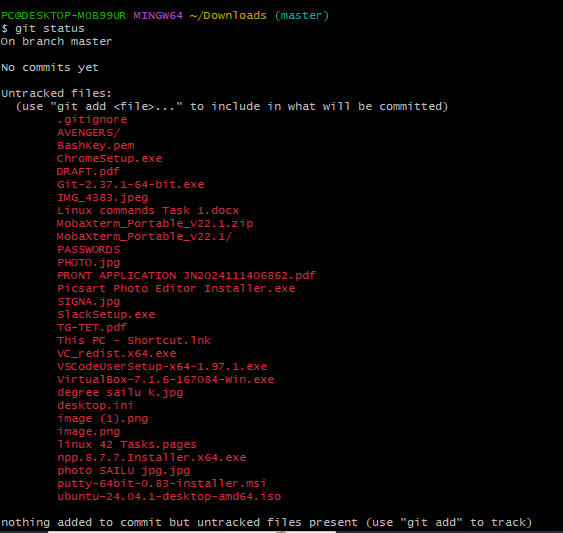 PC@DESKTOP-M0B99UR MINGW64 ~/Downloads (master)
$ git status
On branch master

No commits yet

Untracked files:
  (use "git add <file>..." to include in what will be committed)
        .gitignore
        AVENGERS/
        BashKey.pem
        ChromeSetup.exe
        DRAFT.pdf
        Git-2.37.1-64-bit.exe
        IMG_4383.jpeg
        Linux commands Task 1.docx
        MobaXterm_Portable_v22.1.zip
        MobaXterm_Portable_v22.1/
        PASSWORDS
        PHOTO.jpg
        PRONT APPLICATION JN2024111406862.pdf
        Picsart Photo Editor Installer.exe
        SIGNA.jpg
        SlackSetup.exe
        TG-TET.pdf
        This PC - Shortcut.lnk
        VC_redist.x64.exe
        VSCodeUserSetup-x64-1.97.1.exe
        VirtualBox-7.1.6-167084-Win.exe
        degree sailu k.jpg
        desktop.ini
        image (1).png
        image.png
        linux 42 Tasks.pages
        npp.8.7.7.Installer.x64.exe
        photo SAILU jpg.jpg
        putty-64bit-0.83-installer.msi
        ubuntu-24.04.1-desktop-amd64.iso

nothing added to commit but untracked files present (use "git add" to track)